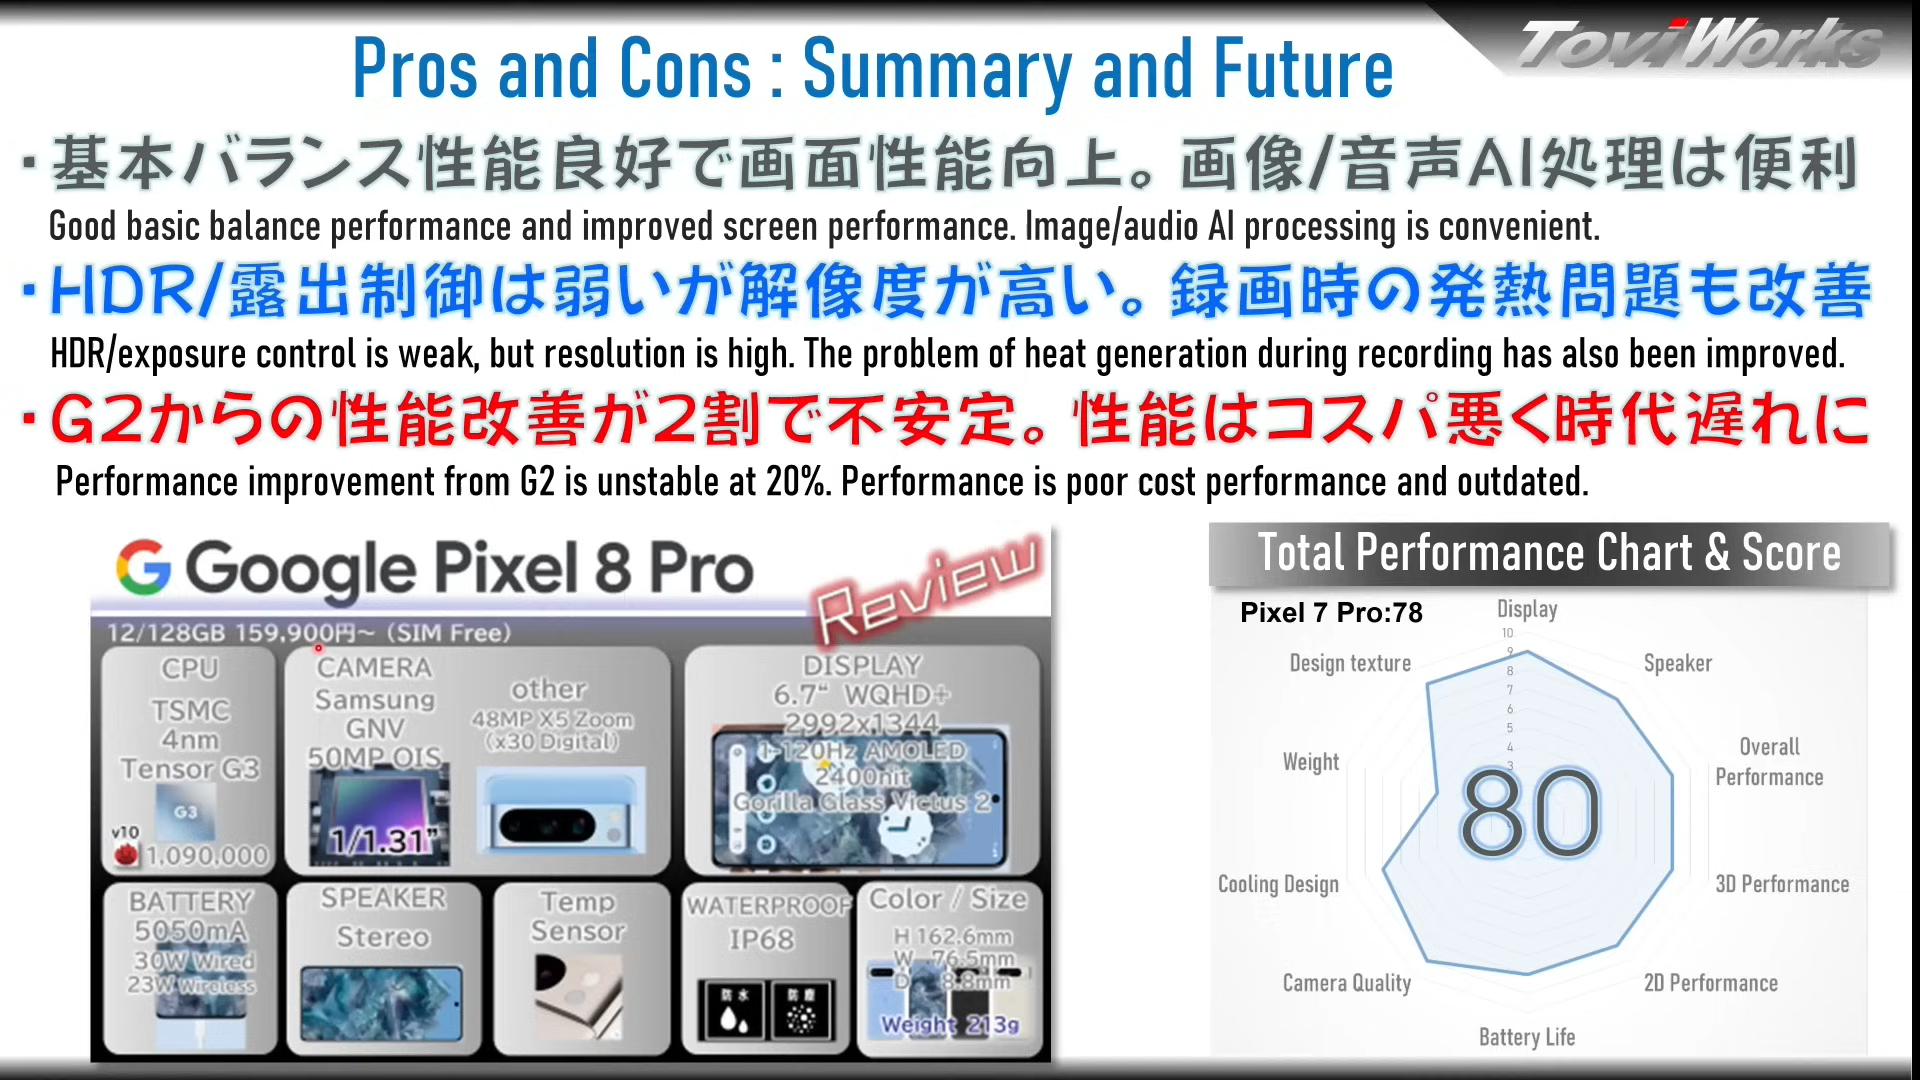 ToviWorks
Pros and Cons : Summary and Future
・基本バランス性能良好で画面性能向上。画像/音声AI処理は便利
Good basic balance performance and improved screen performance. Image/audio AI processing is convenient.
・HDR/露出制御は弱いが解像度が高い。録画時の発熱問題も改善
HDR/exposure control is weak, but resolution is high. The problem of heat generation during recording has also been improved.
・G2からの性能改善が2割で不安定。性能はコスパ悪く時代遅れに
Performance improvement from G2 is unstable at 20%. Performance is poor cost performance and outdated.
Google Pixel 8 Pro
Review
12/128GB 159,900円~ (SIM Free)
CPU
TSMC
4nm
Tensor G3
G3
v10
1,090,000
CAMERA
Samsung
GNV
50MP OIS
1/1.31"
other
48MP X5 Zoom
(x30 Digital)
DISPLAY
6.7“ WQHD+
2992x1344
1-120Hz AMOLED
2400nit
Gorilla Glass Victus 2
BATTERY
5050mA
30W Wired
23W Wireless
SPEAKER
Stereo
Temp
Sensor
WATERPROOF
IP68
防水
防塵
Color / Size
H 162.6mm
W 76.5mm
D 8.8mm
Weight 213g
Total Performance Chart & Score
Pixel 7 Pro:78
Display
Speaker
Overall
Performance
3D Performance
2D Performance
Battery Life
Camera Quality
Cooling Design
Weight
Design texture
10
9
8
7
6
5
4
3
80